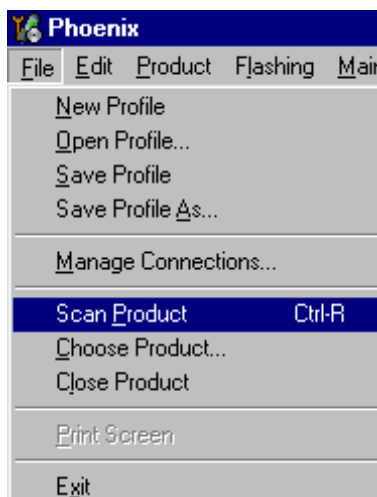 Phoenix
File Edit Product Flashing
New Profile
Open Profile...
Save Profile
Save Profile As...
Manage Connections...
Scan Product Ctrl-R
Choose Product...
Close Product
Print Screen
Exit